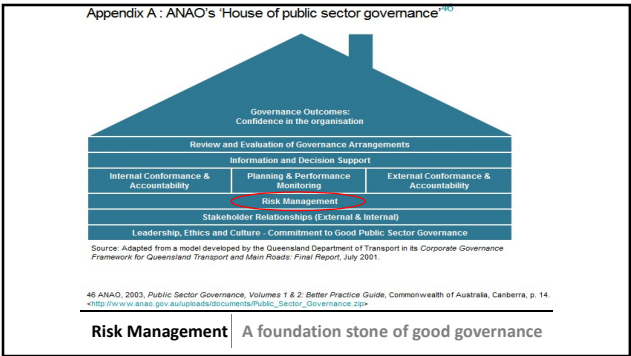 Appendix A : ANAO's 'House of public sector governance'46
Governance Outcomes:
Confidence in the organisation
Review and Evaluation of Governance Arrangements
Information and Decision Support
Internal Conformance &
Accountability
Planning & Performance
Monitoring
External Conformance &
Accountability
Risk Management
Stakeholder Relationships (External & Internal)
Leadership, Ethics and Culture - Commitment to Good Public Sector Governance
Source: Adapted from a model developed by the Queensland Department of
Transport in its Corporate Governance
Framework for Queensland Transport and Main Roads: Final Report, July 2001.
46 ANAO, 2003, Public Sector Governance, Volumes 1 & 2: Better Practice Guide, Commonwealth of Australia, Canberra, p. 14.
<http://www.anao.gov.au/uploads/documents/Public_Sector_Governance.zip>
Risk Management A foundation stone of good governance